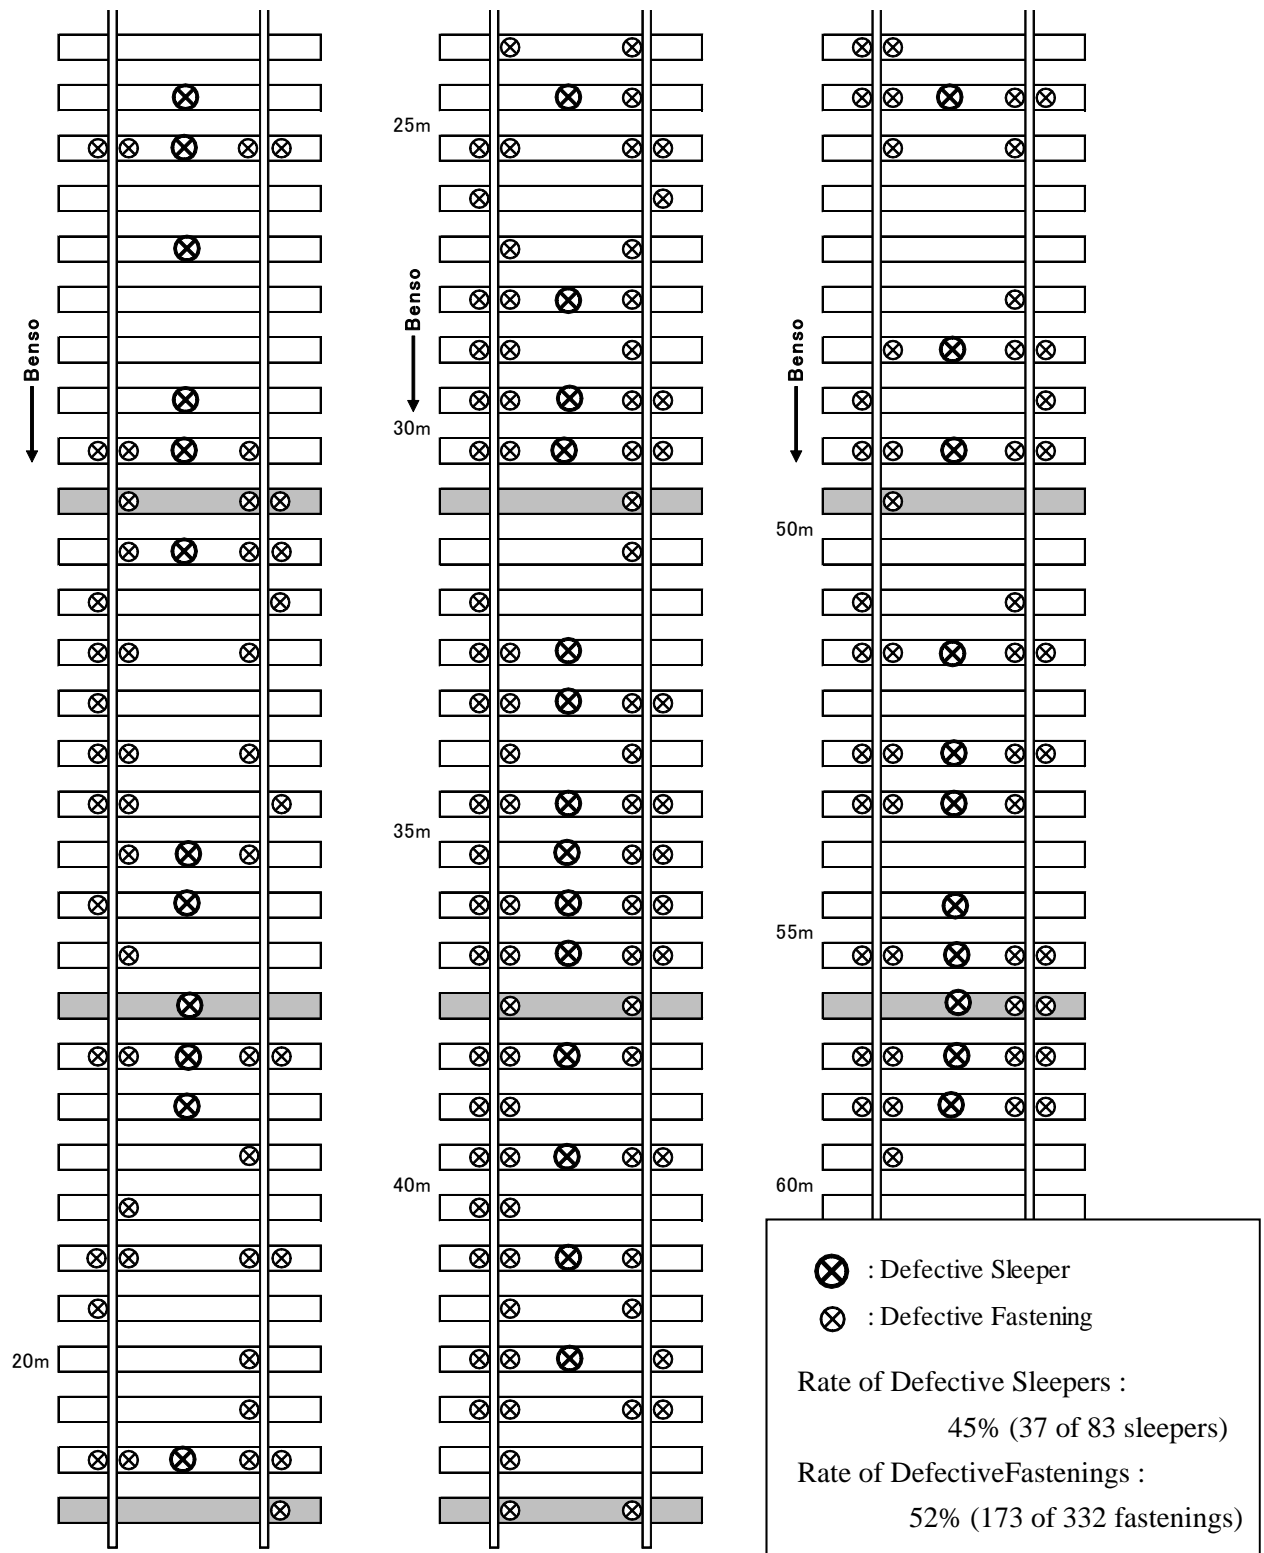 Benso
20m
25m
Benso
30m
35m
40m
Benso
50m
55m
60m
: Defective Sleeper
: Defective Fastening
Rate of Defective Sleepers :
45% (37 of 83 sleepers)
Rate of DefectiveFastenings :
52% (173 of 332 fastenings)